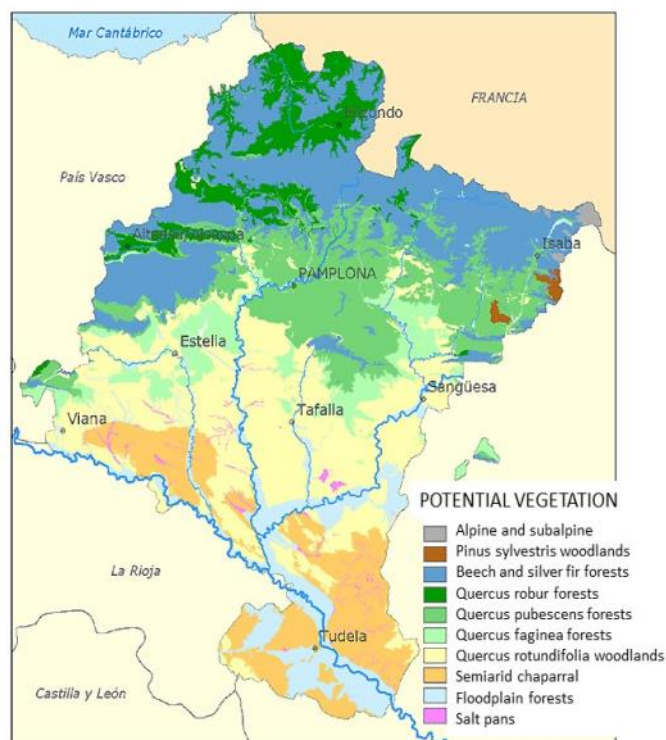 Mar Cantábrico
FRANCIA
Elizondo
País Vasco
Isaba
PAMPLONA
Estella
Sangüesa
Viana
Tafalla
POTENTIAL VEGETATION
Alpine and subalpine
Pinus sylvestris woodlands
Beech and silver fir forests
Quercus robur forests
Quercus pubescens forests
Quercus faginea forests
Quercus rotundifolia woodlands
Semiarid chaparral
Floodplain forests
Salt pans
La Rioja
Tudela
Castilla y León